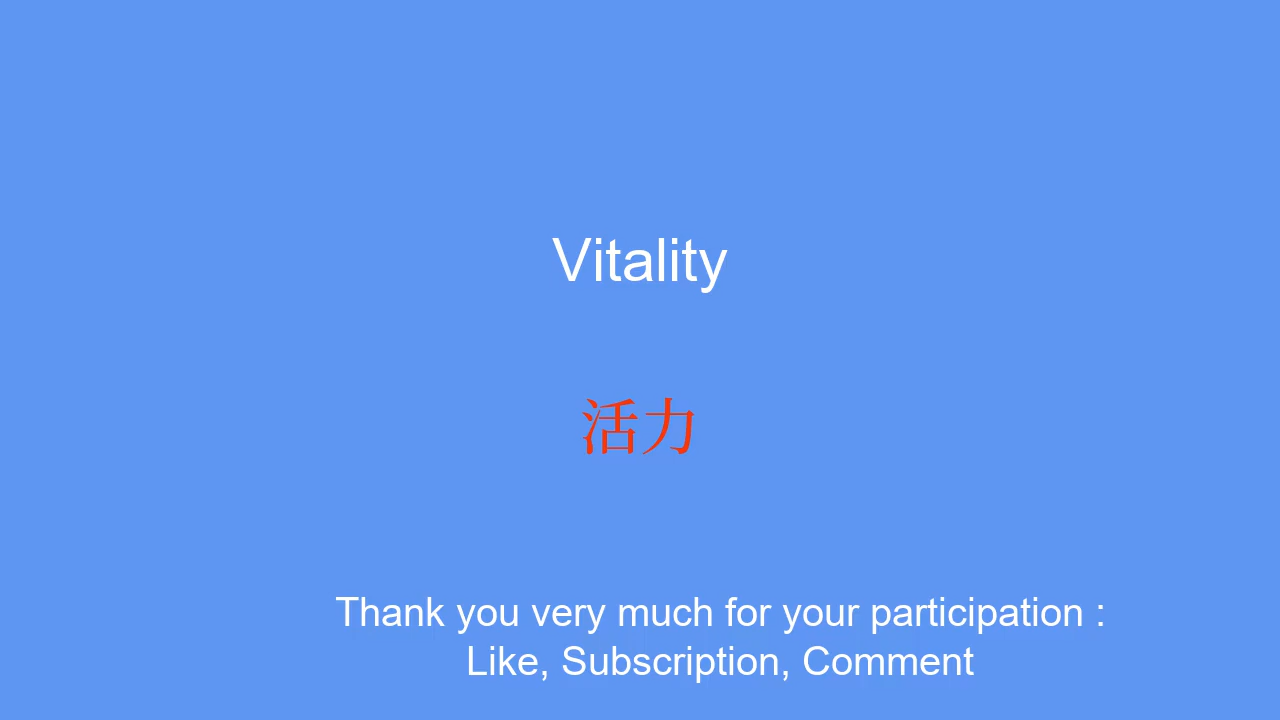 Vitality
活力
Thank you very much for your participation :
Like, Subscription, Comment